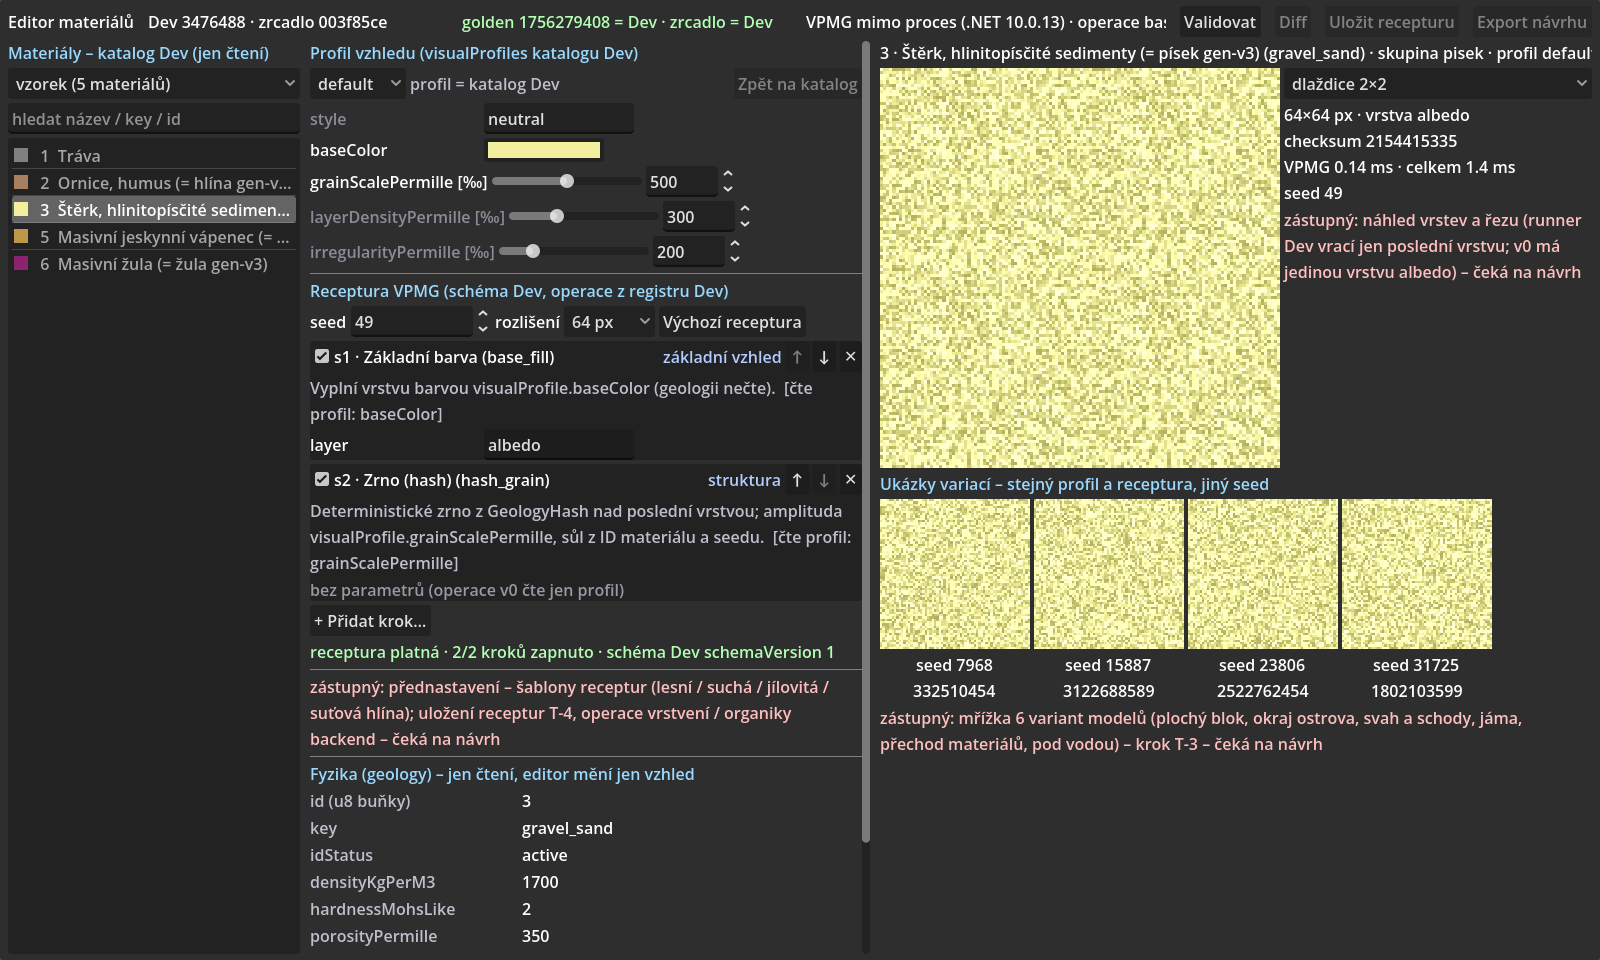 Editor materiálů Dev 3476488 · zrcadlo 003f85ce golden 1756279408 = Dev · zrcadlo = Dev VPMG mimo proces (.NET 10.0.13) · operace Validovat Diff Uložit recepturu Export návrhu
Materiály – katalog Dev (jen čtení)
vzorek (5 materiálů)
hledat název / key / id
1 Tráva
2 Ornice, humus (= hlína gen-v...
3 Štěrk, hlinitopísčité sedimen...
5 Masivní jeskynní vápenec (= ...
6 Masivní žula (= žula gen-v3)
Profil vzhledu (visualProfiles katalogu Dev)
default profil = katalog Dev Zpět na katalog
style neutral
baseColor
grainScalePermille [‰] 500
layerDensityPermille [‰] 300
irregularityPermille [‰] 200
Receptura VPMG (schéma Dev, operace z registru Dev)
seed 49 rozlišení 64 px Výchozí receptura
s1 · Základní barva (base_fill) základní vzhled ↑ ↓ ×
Vyplní vrstvu barvou visualProfile.baseColor (geologii nečte). [čte
profil: baseColor]
layer albedo
s2 · Zrno (hash) (hash_grain) struktura ↑ ↓ ×
Deterministické zrno z GeologyHash nad poslední vrstvou; amplituda
visualProfile.grainScalePermille, sůl z ID materiálu a seedu. [čte profil:
grainScalePermille]
bez parametrů (operace v0 čte jen profil)
+ Přidat krok...
receptura platná · 2/2 kroků zapnuto · schéma Dev schemaVersion 1
zástupný: přednastavení – šablony receptur (lesní / suchá / jílovitá /
suťová hlína); uložení receptur T-4, operace vrstvení / organiky
backend – čeká na návrh
Fyzika (geology) – jen čtení, editor mění jen vzhled
id (u8 buňky) 3
key gravel_sand
idStatus active
densityKgPerM3 1700
hardnessMohsLike 2
porosityPermille 350
3 · Štěrk, hlinitopísčité sedimenty (= písek gen-v3) (gravel_sand) · skupina pisek · profil defaul
dlaždice 2×2
64×64 px · vrstva albedo
checksum 2154415335
VPMG 0.14 ms · celkem 1.4 ms
seed 49
zástupný: náhled vrstev a řezu (runner
Dev vrací jen poslední vrstvu; v0 má
jedinou vrstvu albedo) – čeká na návrh
Ukázky variací – stejný profil a receptura, jiný seed
seed 7968 seed 15887 seed 23806 seed 31725
332510454 3122688589 2522762454 1802103599
zástupný: mřížka 6 variant modelů (plochý blok, okraj ostrova, svah a schody, jáma,
přechod materiálů, pod vodou) – krok T-3 – čeká na návrh